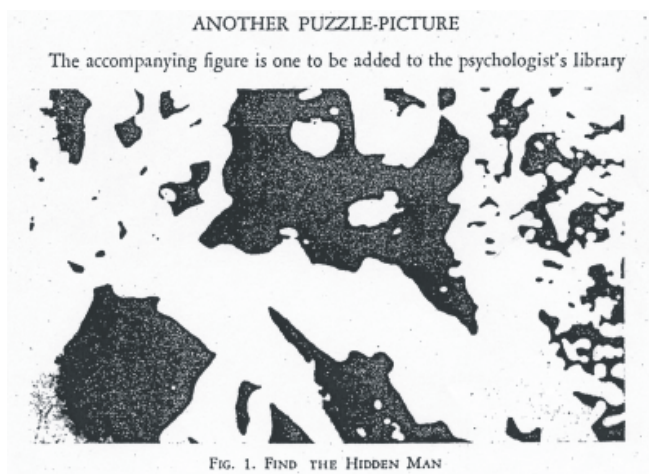 ANOTHER PUZZLE-PICTURE
The accompanying figure is one to be added to the psychologist's library
FIG. 1. FIND THE HIDDEN MAN